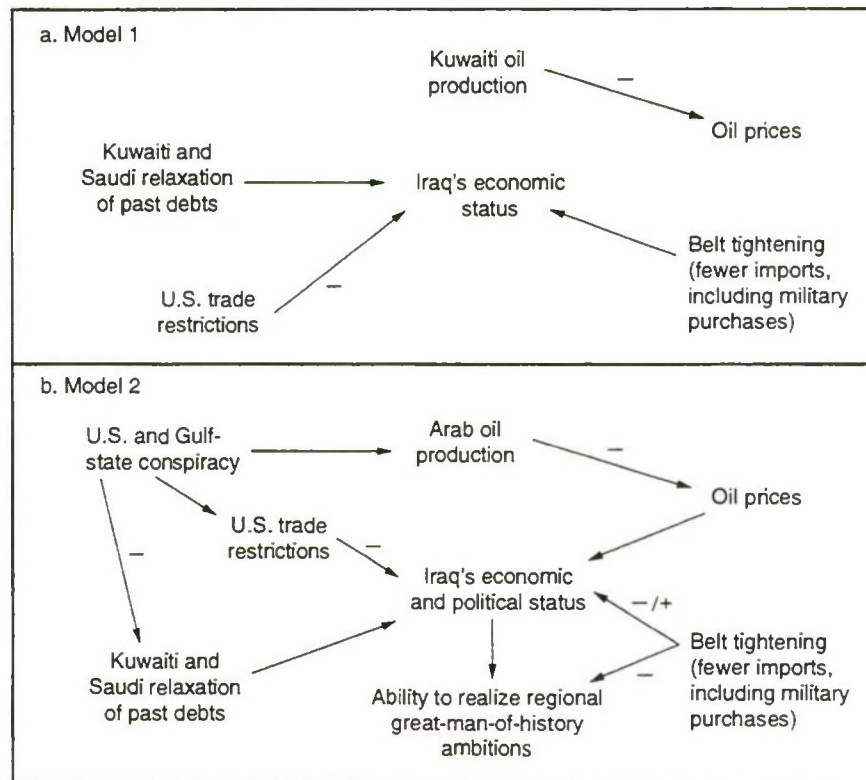 a. Model 1
Kuwaiti oil
production
—
Oil prices
Kuwaiti and
Saudi relaxation
of past debts
Iraq's economic
status
Belt tightening
(fewer imports,
including military
purchases)
—
U.S. trade
restrictions
b. Model 2
U.S. and Gulf-
state conspiracy
Arab oil
production
—
Oil prices
—
U.S. trade
restrictions
—
Iraq's economic
and political status
—/+
Belt tightening
(fewer imports,
including military
purchases)
—
Kuwaiti and
Saudi relaxation
of past debts
Ability to realize regional
great-man-of-history
ambitions